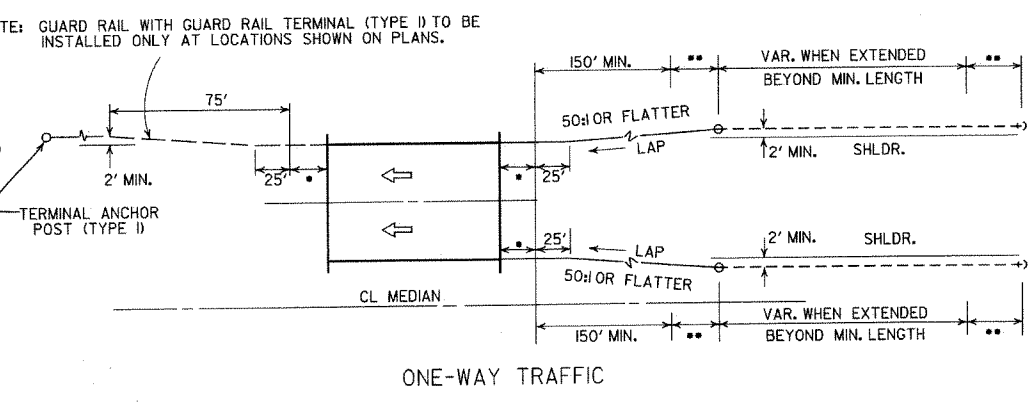 TE: GUARD RAIL WITH GUARD RAIL TERMINAL (TYPE I) TO BE
INSTALLED ONLY AT LOCATIONS SHOWN ON PLANS.
150' MIN.
**
VAR. WHEN EXTENDED
BEYOND MIN. LENGTH
**
75'
50:1 OR FLATTER
LAP
2' MIN.
SHLDR.
2' MIN.
25'
*
*
25'
TERMINAL ANCHOR
POST (TYPE I)
*
25'
LAP
2' MIN.
SHLDR.
50:1 OR FLATTER
CL MEDIAN
150' MIN.
**
VAR. WHEN EXTENDED
BEYOND MIN. LENGTH
**
ONE-WAY TRAFFIC